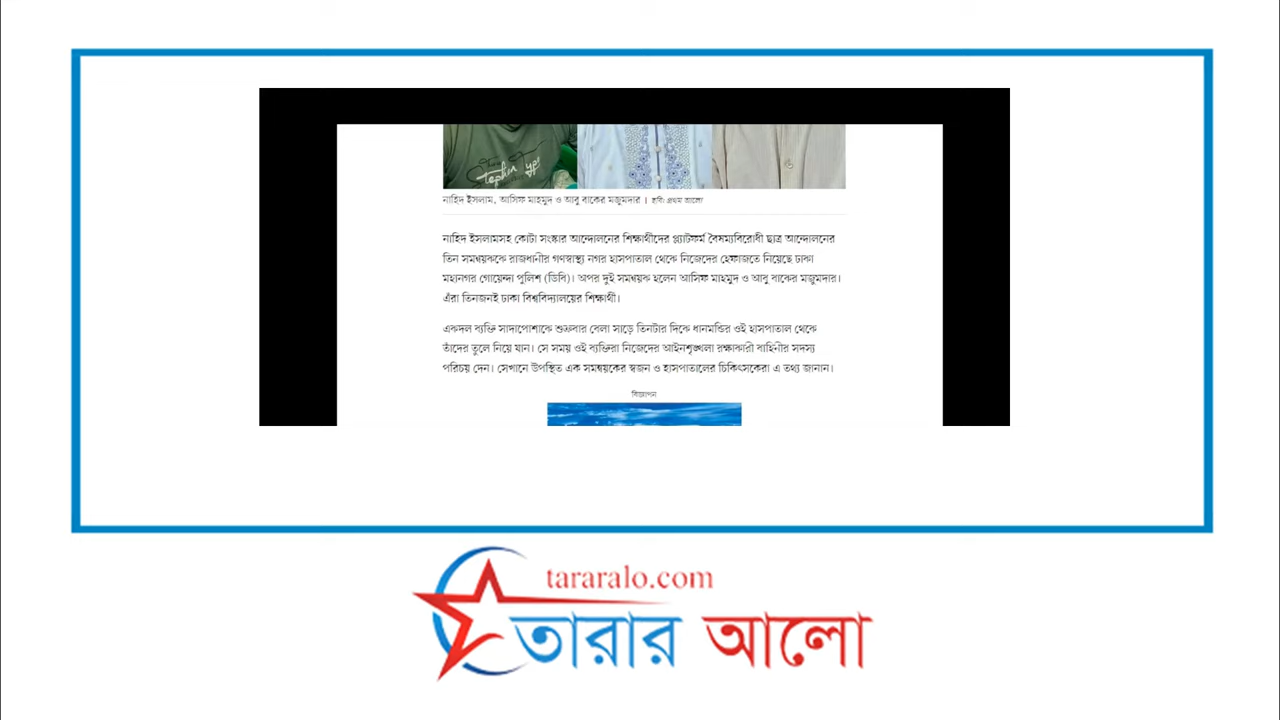 নাহিদ ইসলাম, আসিফ মাহমুদ ও আবু বাকের মজুমদার | ছবি: প্রথম আলো
নাহিদ ইসলামসহ কোটা সংস্কার আন্দোলনের শিক্ষার্থীদের প্ল্যাটফর্ম বৈষম্যবিরোধী ছাত্র আন্দোলনের
তিন সমন্বয়ককে রাজধানীর গণস্বাস্থ্য নগর হাসপাতাল থেকে নিজেদের হেফাজতে নিয়েছে ঢাকা
মহানগর গোয়েন্দা পুলিশ (ডিবি)। অপর দুই সমন্বয়ক হলেন আসিফ মাহমুদ ও আবু বাকের মজুমদার।
এঁরা তিনজনই ঢাকা বিশ্ববিদ্যালয়ের শিক্ষার্থী।
একদল ব্যক্তি সাদাপোশাকে শুক্রবার বেলা সাড়ে তিনটার দিকে ধানমন্ডির ওই হাসপাতাল থেকে
তাঁদের তুলে নিয়ে যান। সে সময় ওই ব্যক্তিরা নিজেদের আইনশৃঙ্খলা রক্ষাকারী বাহিনীর সদস্য
পরিচয় দেন। সেখানে উপস্থিত এক সমন্বয়কের স্বজন ও হাসপাতালের চিকিৎসকেরা এ তথ্য জানান।
বিজ্ঞাপন
tararalo.com
তারার আলো